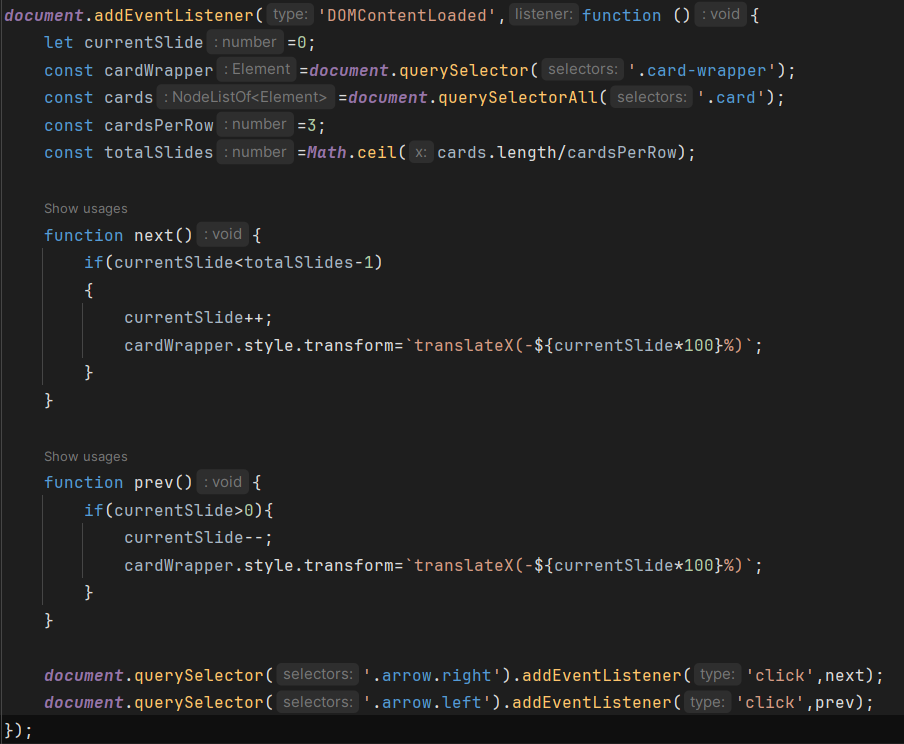 document.addEventListener( type: 'DOMContentLoaded', listener: function () : void {
let currentSlide : number =0;
const cardWrapper : Element =document.querySelector( selectors: '.card-wrapper');
const cards : NodeListOf<Element> =document.querySelectorAll( selectors: '.card');
const cardsPerRow : number =3;
const totalSlides : number =Math.ceil( x: cards.length/cardsPerRow);
Show usages
function next() : void {
if(currentSlide<totalSlides-1)
{
currentSlide++;
cardWrapper.style.transform=`translateX(-${currentSlide*100}%)`;
}
}
Show usages
function prev() : void {
if(currentSlide>0){
currentSlide--;
cardWrapper.style.transform=`translateX(-${currentSlide*100}%)`;
}
}
document.querySelector( selectors: '.arrow.right').addEventListener( type: 'click',next);
document.querySelector( selectors: '.arrow.left').addEventListener( type: 'click',prev);
});